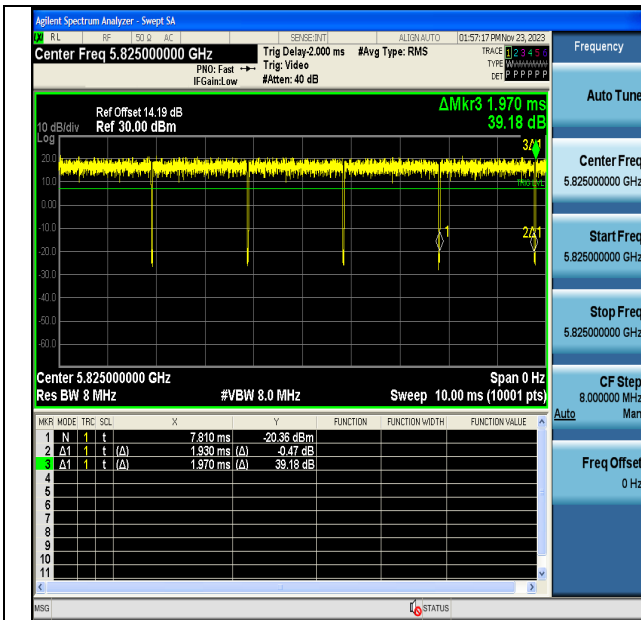 Agilent Spectrum Analyzer - Swept SA
RL RF 50 Ω AC SENSE:INT ALIGN AUTO 01:57:17 PM Nov 23, 2023
Center Freq 5.825000000 GHz
PNO: Fast
IFGain:Low
Trig Delay-2.000 ms
Trig: Video
#Atten: 40 dB
#Avg Type: RMS
TRACE 1 2 3 4 5 6
TYPE WWWWWW
DET P P P P P P
Ref Offset 14.19 dB
10 dB/div Ref 30.00 dBm
Log
ΔMkr3 1.970 ms
39.18 dB
20.0
10.0
0.00
-10.0
-20.0
-30.0
-40.0
-50.0
-60.0
3Δ1
TRIG LVL
1
2Δ1
Center 5.825000000 GHz Span 0 Hz
Res BW 8 MHz #VBW 8.0 MHz Sweep 10.00 ms (10001 pts)
MKR MODE TRC SCL X Y FUNCTION FUNCTION WIDTH FUNCTION VALUE
1 N 1 t 7.810 ms -20.36 dBm
2 Δ1 1 t (Δ) 1.930 ms (Δ) -0.47 dB
3 Δ1 1 t (Δ) 1.970 ms (Δ) 39.18 dB
4
5
6
7
8
9
10
11
MSG STATUS
Frequency
Auto Tune
Center Freq
5.825000000 GHz
Start Freq
5.825000000 GHz
Stop Freq
5.825000000 GHz
CF Step
8.000000 MHz
Auto Man
Freq Offset
0 Hz